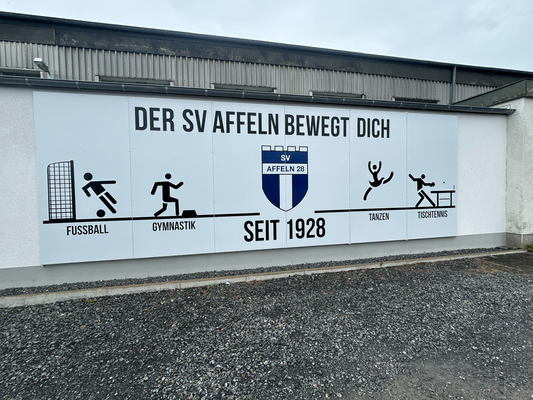 DER SV AFFELN BEWEGT DICH
SV
AFFELN 28
FUSSBALL
GYMNASTIK
TANZEN
TISCHTENNIS
SEIT 1928